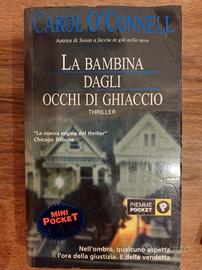 CAROL O'CONNELL
Autrice di Susan a faccia in giù nella neve
LA BAMBINA
DAGLI
OCCHI DI GHIACCIO
THRILLER
"La nuova regina del thriller"
Chicago Tribune
MINI
POCKET
PIEMME
POCKET
Nell'ombra, qualcuno aspetta
l'ora della giustizia. E della vendetta